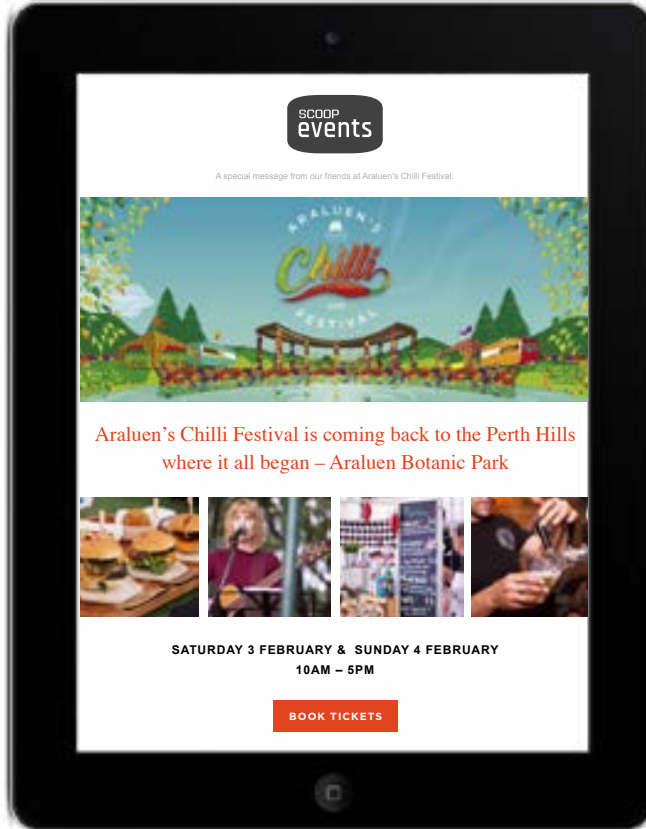 SCOOP
events
A special message from our friends at Araluen's Chilli Festival.
ARALUEN'S
Chilli
FESTIVAL
Araluen’s Chilli Festival is coming back to the Perth Hills
where it all began – Araluen Botanic Park
SATURDAY 3 FEBRUARY & SUNDAY 4 FEBRUARY
10AM – 5PM
BOOK TICKETS